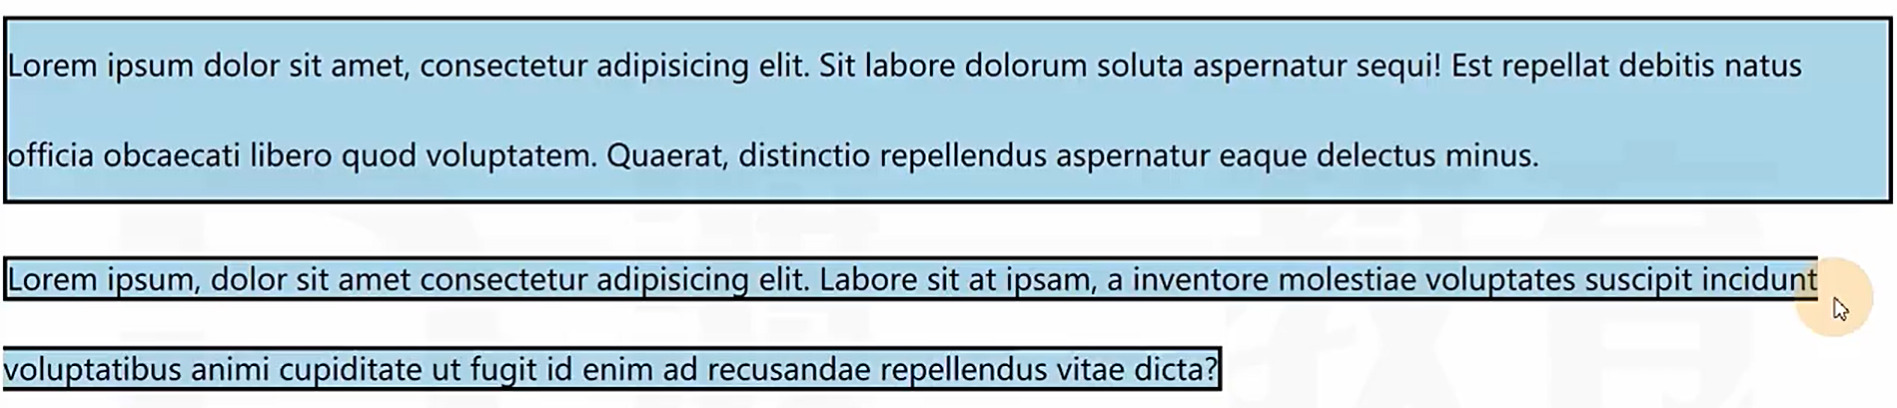 Lorem ipsum dolor sit amet, consectetur adipisicing elit. Sit labore dolorum soluta aspernatur sequi! Est repellat debitis natus
officia obcaecati libero quod voluptatem. Quaerat, distinctio repellendus aspernatur eaque delectus minus.
Lorem ipsum, dolor sit amet consectetur adipisicing elit. Labore sit at ipsam, a inventore molestiae voluptates suscipit incidunt
voluptatibus animi cupiditate ut fugit id enim ad recusandae repellendus vitae dicta?